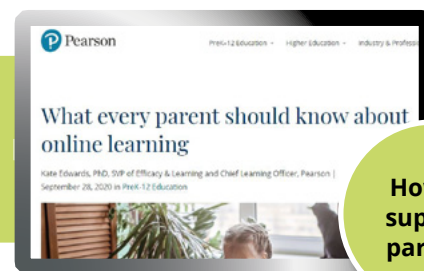 Pearson
PreK-12 Education
Higher Education
Industry & Professio
What every parent should know about
online learning
Kate Edwards, PhD, SVP of Efficacy & Learning and Chief Learning Officer, Pearson |
September 28, 2020 in PreK-12 Education
Ho
sup
par